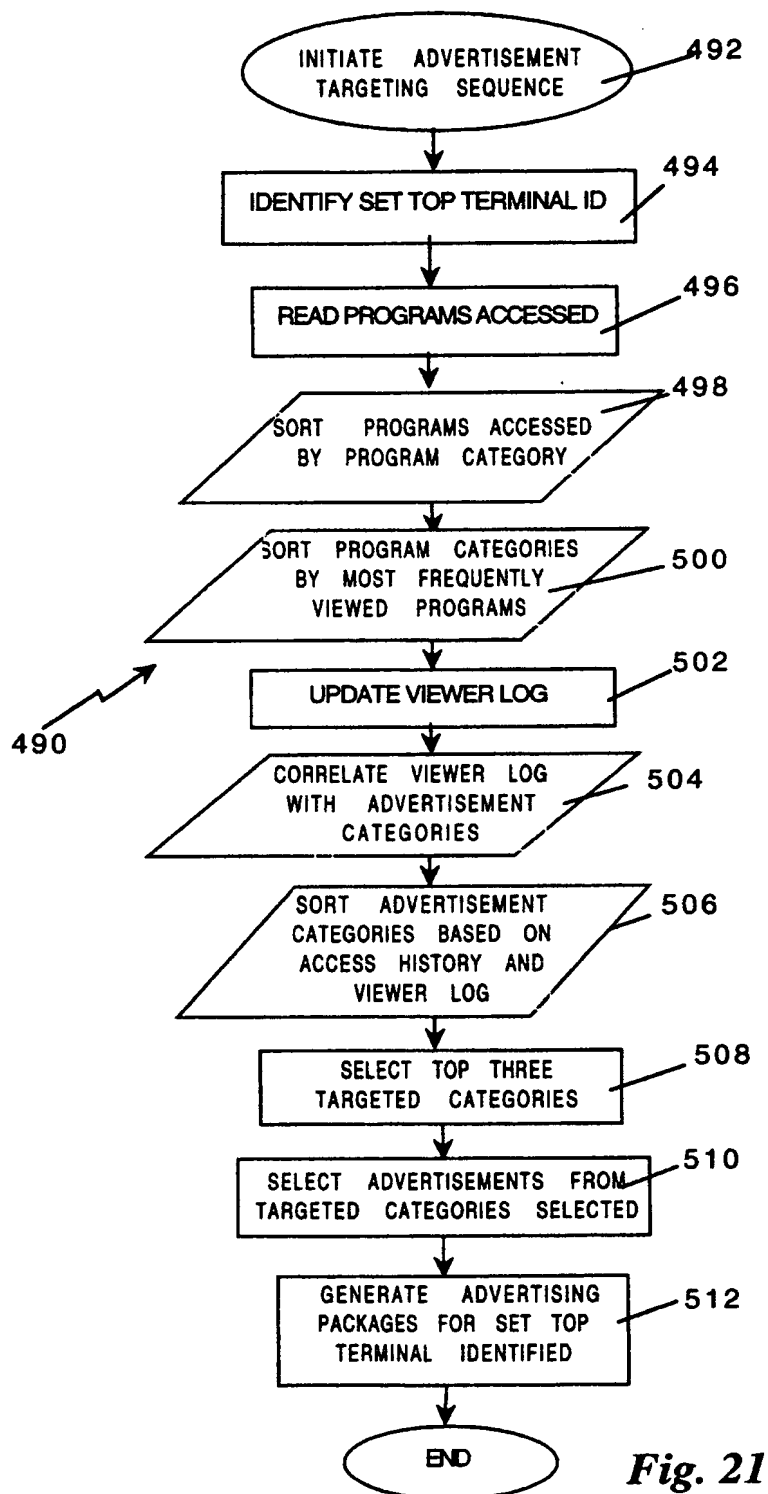 INITIATE ADVERTISEMENT
TARGETING SEQUENCE
492
IDENTIFY SET TOP TERMINAL ID
494
READ PROGRAMS ACCESSED
496
SORT PROGRAMS ACCESSED
BY PROGRAM CATEGORY
498
SORT PROGRAM CATEGORIES
BY MOST FREQUENTLY
VIEWED PROGRAMS
500
UPDATE VIEWER LOG
502
490
CORRELATE VIEWER LOG
WITH ADVERTISEMENT
CATEGORIES
504
SORT ADVERTISEMENT
CATEGORIES BASED ON
ACCESS HISTORY AND
VIEWER LOG
506
SELECT TOP THREE
TARGETED CATEGORIES
508
SELECT ADVERTISEMENTS FROM
TARGETED CATEGORIES SELECTED
510
GENERATE ADVERTISING
PACKAGES FOR SET TOP
TERMINAL IDENTIFIED
512
END
Fig. 21